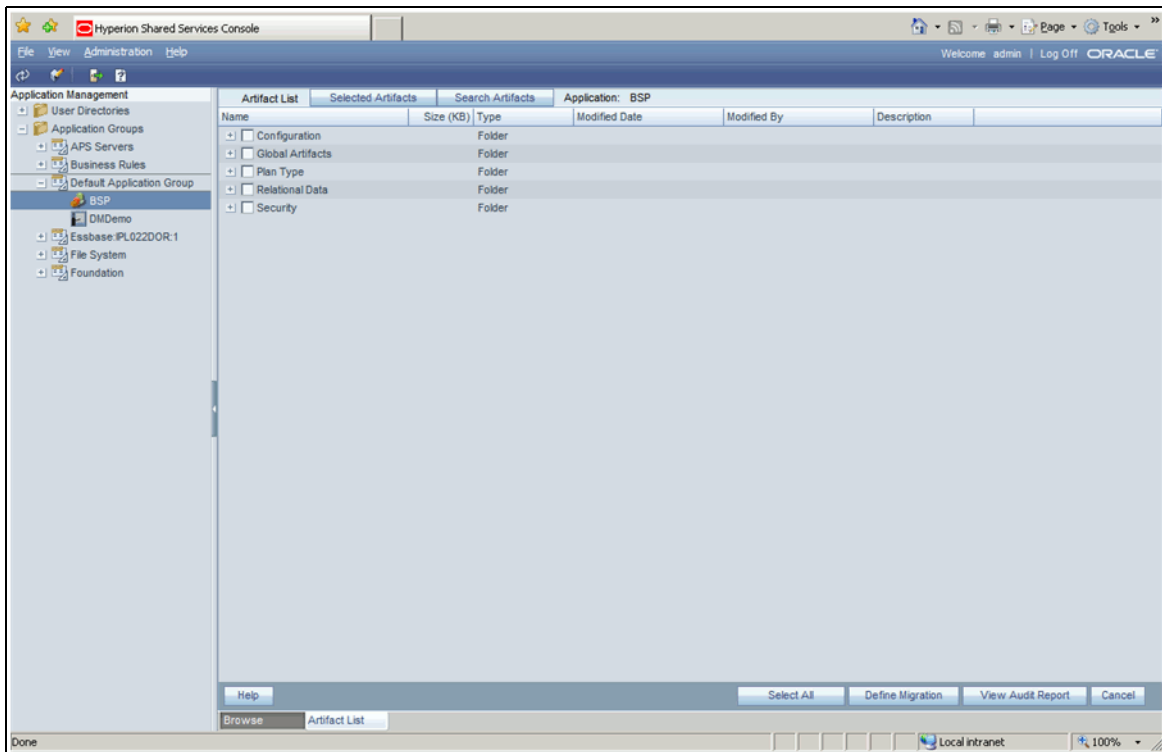 Hyperion Shared Services Console
Page Tools »
File View Administration Help
Welcome admin | Log Off ORACLE
Application Management
User Directories
Application Groups
APS Servers
Business Rules
Default Application Group
BSP
DMDemo
Essbase:IPL022DOR:1
File System
Foundation
Artifact List Selected Artifacts Search Artifacts Application: BSP
Name Size (KB) Type Modified Date Modified By Description
Configuration Folder
Global Artifacts Folder
Plan Type Folder
Relational Data Folder
Security Folder
Help Select All Define Migration View Audit Report Cancel
Browse Artifact List
Done Local intranet 100%